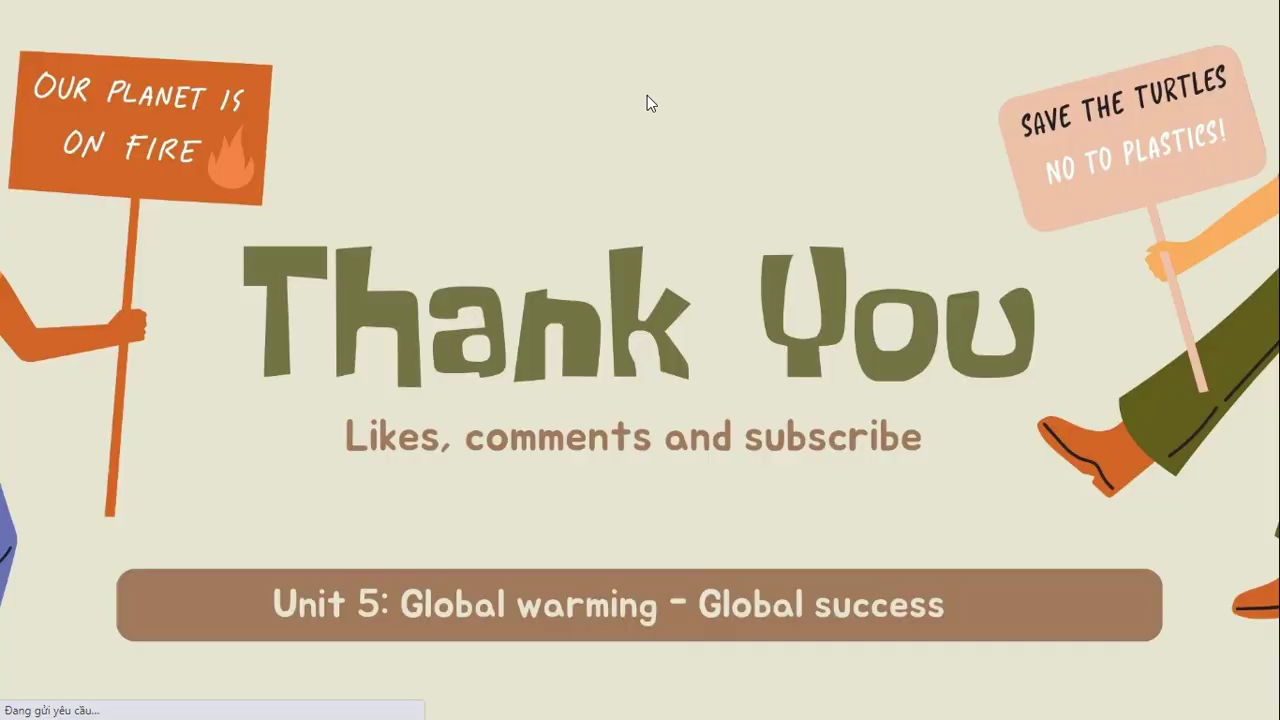 OUR PLANET IS
ON FIRE
SAVE THE TURTLES
NO TO PLASTICS!
Thank You
Likes, comments and subscribe
Unit 5: Global warming - Global success
Đang gửi yêu cầu...